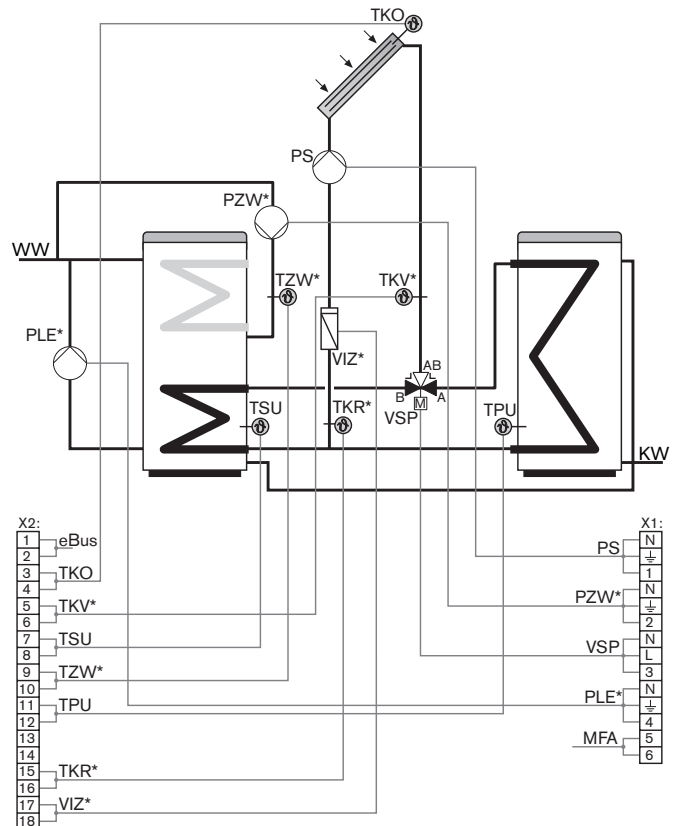 TKO
PS
PZW*
WW
TZW*
TKV*
PLE*
VIZ*
AB
B
A
M
VSP
TSU
TKR*
TPU
KW
X2:
1
2
eBus
3
4
TKO
5
6
TKV*
7
8
TSU
9
10
TZW*
11
12
TPU
13
14
15
16
TKR*
17
18
VIZ*
X1:
PS
N
1
PZW*
N
2
VSP
N
L
3
PLE*
N
4
MFA
5
6